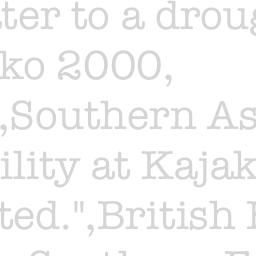 ter to a droug
ko 2000,
,Southern As
ility at Kajak
ted.",British